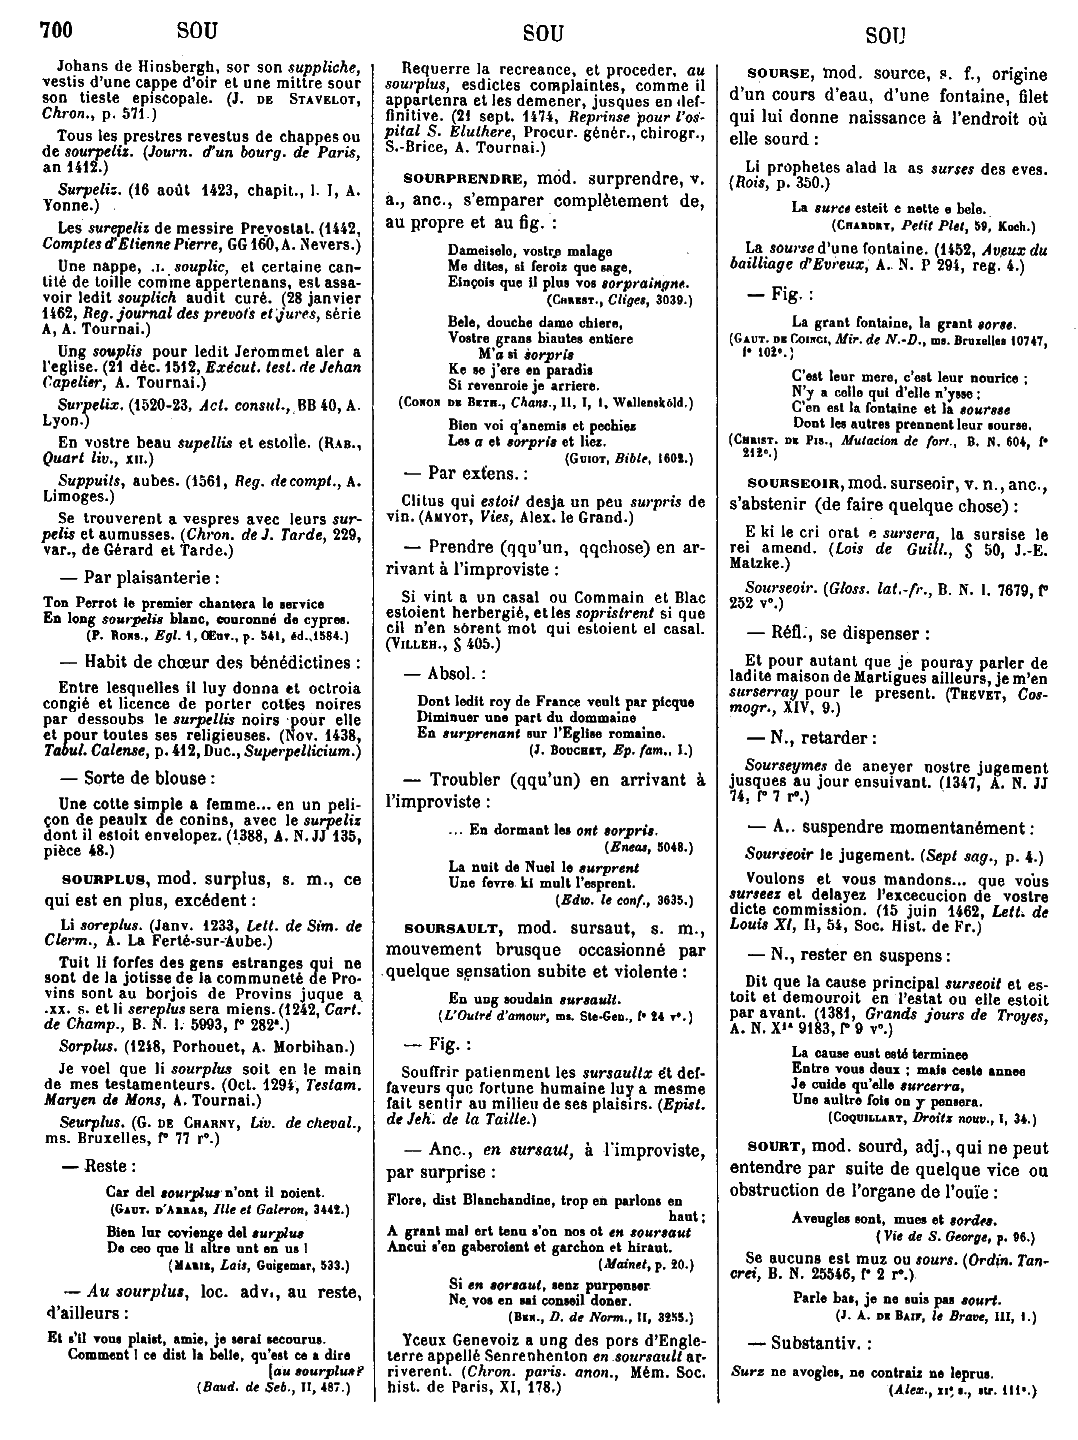 700 SOU SOU SOU
Johans de Hinsbergh, sor son suppliche,
vestis d'une cappe d'oir et une mittre sour
son tieste episcopale. (J. DE STAVELOT,
Chron., p. 571.)
Tous les prestres revestus de chappes ou
de sourpeliz. (Journ. d'un bourg. de Paris,
an 1412.)
Surpeliz. (16 août 1423, chapit., l. I, A.
Yonne.)
Les surepeliz de messire Prevostat. (1442,
Comptes d'Etienne Pierre, GG 160, A. Nevers.)
Une nappe, .I. souplic, et certaine can-
tité de toille comme appertenans, est assa-
voir ledit souplich audit curé. (28 janvier
1462, Reg. journal des prevots et jures, série
A, A. Tournai.)
Ung souplis pour ledit Jerommet aler a
l'eglise. (21 déc. 1512, Exécut. test. de Jehan
Capelier, A. Tournai.)
Surpelix. (1520-23, Act. consul., BB 40, A.
Lyon.)
En vostre beau supellis et estolle. (RAB.,
Quart liv., XII.)
Suppuits, aubes. (1561, Reg. de compt., A.
Limoges.)
Se trouverent a vespres avec leurs sur-
pelis et aumusses. (Chron. de J. Tarde, 229,
var., de Gérard et Tarde.)
— Par plaisanterie :
Ton Perrot le premier chantera le service
En long sourpelis blanc, couronné de cypres.
(P. RONS., Egl. 1, Œuv., p. 541, éd. 1584.)
— Habit de chœur des bénédictines :
Entre lesquelles il luy donna et octroia
congié et licence de porter cottes noires
par dessoubs le surpellis noirs pour elle
et pour toutes ses religieuses. (Nov. 1438,
Tabul. Calense, p. 412, Duc., Superpellicium.)
— Sorte de blouse :
Une cotte simple a femme... en un peli-
çon de peaulx de conins, avec le surpeliz
dont il estoit envelopez. (1388, A. N. JJ 135,
pièce 48.)
SOURPLUS, mod. surplus, s. m., ce
qui est en plus, excédent :
Li soreplus. (Janv. 1233, Lett. de Sim. de
Clerm., A. La Ferté-sur-Aube.)
Tuit li forfes des gens estranges qui ne
sont de la jotisse de la communeté de Pro-
vins sont au borjois de Provins juque a
.xx. s. et li sereplus sera miens. (1242, Cart.
de Champ., B. N. l. 5993, f° 282ª.)
Sorplus. (1248, Porhouet, A. Morbihan.)
Je voel que li sourplus soit en le main
de mes testamenteurs. (Oct. 1294, Testam.
Maryen de Mons, A. Tournai.)
Seurplus. (G. DE CHARNY, Liv. de cheval.,
ms. Bruxelles, f° 77 r°.)
— Reste :
Car del sourplus n'ont il noient.
(GAUT. D'ARRAS, Ille et Galeron, 3442.)
Bien lur covienge del surplus
De ceo que li altre unt en us !
(MARIE, Lais, Guigemar, 533.)
— Au sourplus, loc. adv., au reste,
d'ailleurs :
Et s'il vous plaist, amie, je serai secourus.
Comment ! ce dist la belle, qu'est ce a dire
[au sourplus?
(Baud. de Seb., II, 487.)
Requerre la recreance, et proceder, au
sourplus, esdicles complaintes, comme il
appartenra et les demener, jusques en def-
finitive. (21 sept. 1474, Reprinse pour l'os-
pital S. Eluthere, Procur. génér., chirogr.,
S.-Brice, A. Tournai.)
SOURPRENDRE, mod. surprendre, v.
a., anc., s'emparer complètement de,
au propre et au fig. :
Dameiselo, vostre malage
Me dites, si feroiz que sage,
Einçois que il plus vos sorpraingne.
(CHREST., Cliges, 3039.)
Bele, douche dame chiere,
Vostre grans biautes entiere
M'a si sorpris
Ke se j'ere en paradis
Si revenroie je arriere.
(CONON DE BETH., Chans., II, I, 1, Wallensköld.)
Bien voi q'anemis et pechiez
Les a et sorpris et liez.
(GUIOT, Bible, 1602.)
— Par extens. :
Clitus qui estoit desja un peu surpris de
vin. (AMYOT, Vies, Alex. le Grand.)
— Prendre (qqu'un, qqchose) en ar-
rivant à l'improviste :
Si vint a un casal ou Commain et Blac
estoient herbergié, et les sopristrent si que
cil n'en sorent mot qui estoient el casal.
(VILLEH., § 405.)
— Absol. :
Dont ledit roy de France veult par picque
Diminuer une part du dommaine
En surprenant sur l'Eglise romaine.
(J. BOUCHET, Ep. fam., I.)
— Troubler (qqu'un) en arrivant à
l'improviste :
... En dormant les ont sorpris.
(Eneas, 5048.)
La nuit de Nuel le surprent
Une fevre ki mult l'esprent.
(Edw. le conf., 3635.)
SOURSAULT, mod. sursaut, s. m.,
mouvement brusque occasionné par
quelque sensation subite et violente :
En ung soudain sursault.
(L'Outré d'amour, ms. Ste-Gen., f° 24 v°.)
— Fig. :
Souffrir patienment les sursaultx et def-
faveurs que fortune humaine luy a mesme
fait sentir au milieu de ses plaisirs. (Epist.
de Jeh. de la Taille.)
— Anc., en sursaut, à l'improviste,
par surprise :
Flore, dist Blanchandine, trop en parlons en
haut ;
A grant mal ert tenu s'on nos ot en soursaut
Ancui s'en gaberoient et garchon et hiraut.
(Mainet, p. 20.)
Si en sorsaut, senz purpenser
Ne vos en sai conseil doner.
(BEN., D. de Norm., II, 3255.)
Yceux Genevoiz a ung des pors d'Engle-
terre appellé Senrenhenton en soursault ar-
riverent. (Chron. paris. anon., Mém. Soc.
hist. de Paris, XI, 178.)
SOURSE, mod. source, s. f., origine
d'un cours d'eau, d'une fontaine, filet
qui lui donne naissance à l'endroit où
elle sourd :
Li prophetes alad la as surses des eves.
(Rois, p. 350.)
La surce esteit e nette e bele.
(CHARDRY, Petit Plet, 59, Koch.)
La sourse d'une fontaine. (1452, Aveux du
bailliage d'Evreux, A. N. P 294, reg. 4.)
— Fig. :
La grant fontaine, la grant sorse.
(GAUT. DE COINCI, Mir. de N.-D., ms. Bruxelles 10747,
f° 102°.)
C'est leur mere, c'est leur nourice ;
N'y a celle qui d'elle n'ysse ;
C'en est la fontaine et la soursse
Dont les autres prennent leur sourse.
(CHRIST. DE PIS., Mutacion de fort., B. N. 604, f°
212°.)
SOURSEOIR, mod. surseoir, v. n., anc.,
s'abstenir (de faire quelque chose) :
E ki le cri orat e sursera, la sursise le
rei amend. (Lois de Guill., § 50, J.-E.
Matzke.)
Sourseoir. (Gloss. lat.-fr., B. N. l. 7679, f°
252 v°.)
— Réfl., se dispenser :
Et pour autant que je pouray parler de
ladite maison de Martigues ailleurs, je m'en
surserray pour le present. (THEVET, Cos-
mogr., XIV, 9.)
— N., retarder :
Sourseymes de aneyer nostre jugement
jusques au jour ensuivant. (1347, A. N. JJ
74, f° 7 r°.)
— A., suspendre momentanément :
Sourseoir le jugement. (Sept sag., p. 4.)
Voulons et vous mandons... que vous
surseez et delayez l'excecucion de vostre
dicte commission. (15 juin 1462, Lett. de
Louis XI, II, 54, Soc. Hist. de Fr.)
— N., rester en suspens :
Dit que la cause principal surseoit et es-
toit et demouroit en l'estat ou elle estoit
par avant. (1381, Grands jours de Troyes,
A. N. X¹ª 9183, f° 9 v°.)
La cause eust esté terminee
Entre vous deux ; mais ceste annee
Je cuide qu'elle surcerra,
Une aultre fois on y pensera.
(COQUILLART, Droitz nouv., I, 34.)
SOURT, mod. sourd, adj., qui ne peut
entendre par suite de quelque vice ou
obstruction de l'organe de l'ouïe :
Aveugles sont, mues et sordes.
(Vie de S. George, p. 96.)
Se aucuns est muz ou sours. (Ordin. Tan-
crei, B. N. 25546, f° 2 r°.)
Parle bas, je ne suis pas sourt.
(J. A. DE BAIF, le Brave, III, 1.)
— Substantiv. :
Surz ne avogles, ne contraiz ne leprus.
(Alex., XI° s., str. 111°.)